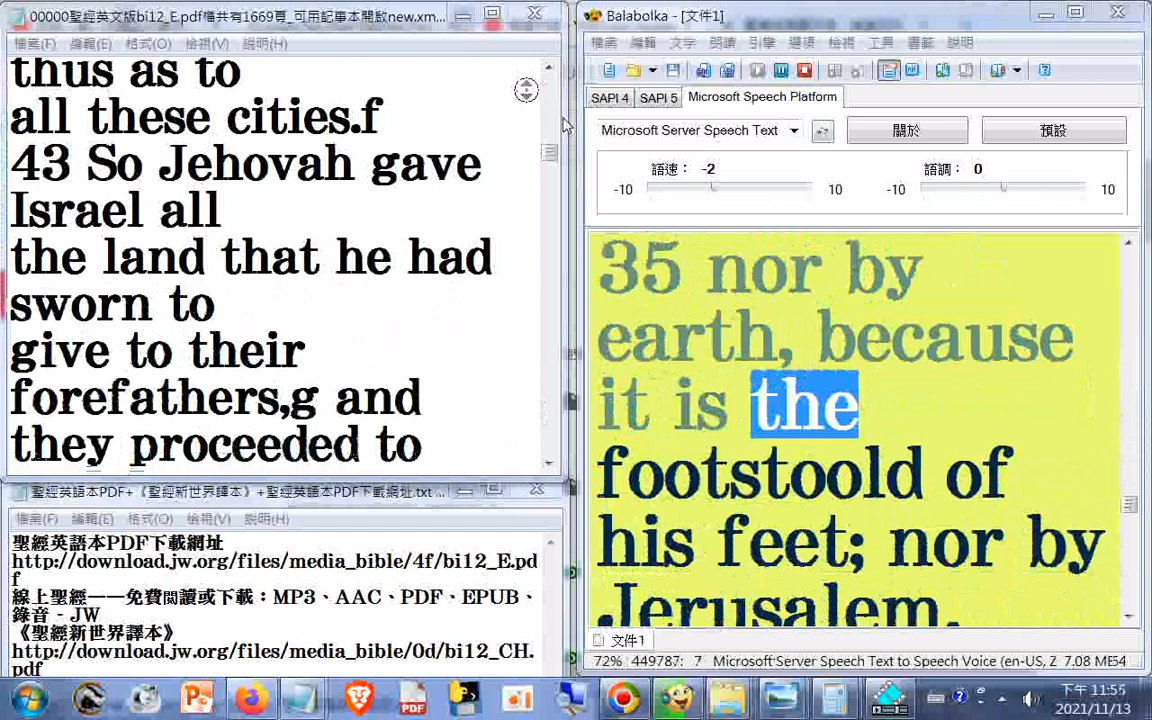 00000聖經英文版bi12_E.pdf檔共有1669頁_可用記事本開啟new.xm...
檔案(F) 編輯(E) 格式(O) 檢視(V) 說明(H)
thus as to
all these cities.f
43 So Jehovah gave
Israel all
the land that he had
sworn to
give to their
forefathers,g and
they proceeded to
聖經英語本PDF+《聖經新世界譯本》+聖經英語本PDF下載網址.txt ...
檔案(F) 編輯(E) 格式(O) 檢視(V) 說明(H)
聖經英語本PDF下載網址
http://download.jw.org/files/media_bible/4f/bi12_E.pd
f
線上聖經——免費閱讀或下載：MP3、AAC、PDF、EPUB、
錄音 - JW
《聖經新世界譯本》
http://download.jw.org/files/media_bible/0d/bi12_CH.
pdf
Balabolka - [文件1]
檔案 編輯 文字 朗讀 引擎 選項 檢視 工具 書籤 說明
SAPI 4 SAPI 5 Microsoft Speech Platform
Microsoft Server Speech Text 關於 預設
語速： -2 語調： 0
-10 10 -10 10
35 nor by
earth, because
it is the
footstoold of
his feet; nor by
Jerusalem,
文件1
72% 449787: 7 Microsoft Server Speech Text to Speech Voice (en-US, Z 7.08 ME54
下午 11:55
2021/11/13